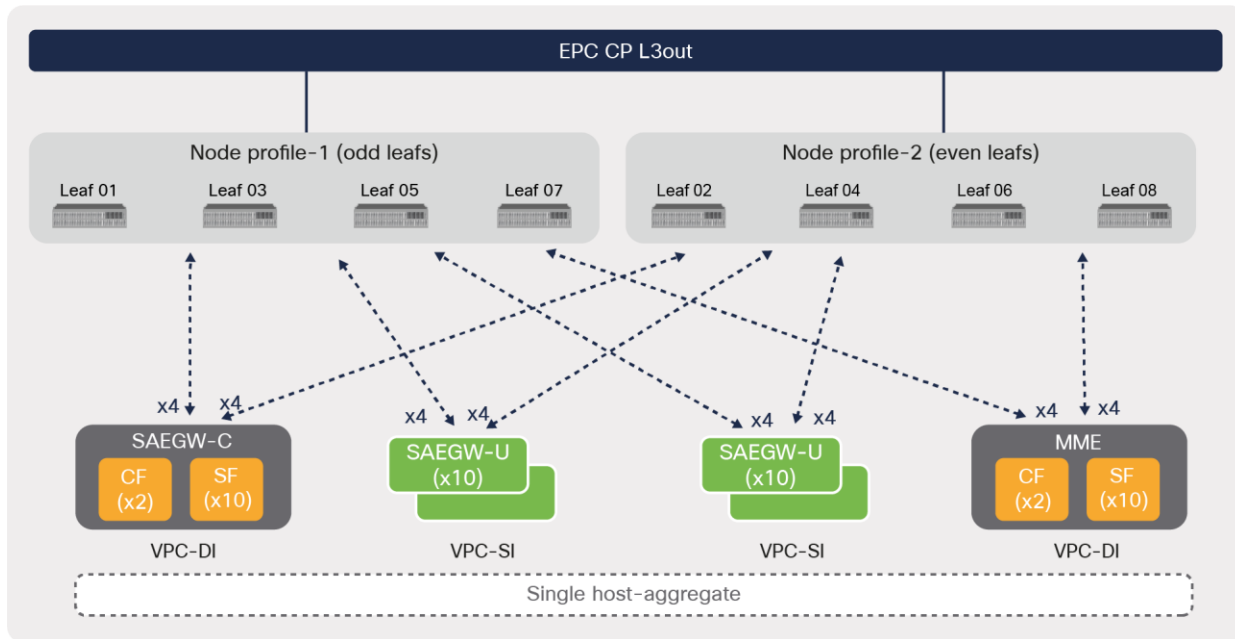 EPC CP L3out
Node profile-1 (odd leafs)
Node profile-2 (even leafs)
Leaf 01
Leaf 03
Leaf 05
Leaf 07
Leaf 02
Leaf 04
Leaf 06
Leaf 08
x4
x4
x4
x4
x4
x4
x4
x4
SAEGW-C
CF
(x2)
SF
(x10)
SAEGW-U
(x10)
SAEGW-U
(x10)
MME
CF
(x2)
SF
(x10)
VPC-DI
VPC-SI
VPC-SI
VPC-DI
Single host-aggregate